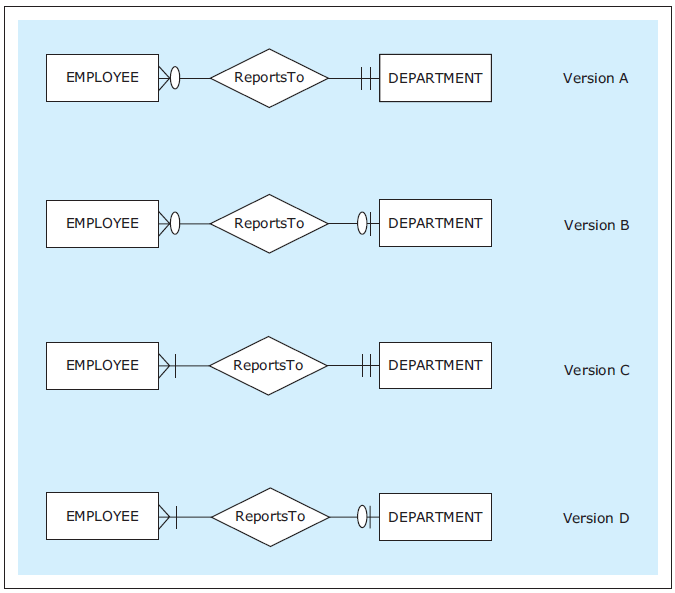 EMPLOYEE ReportsTo DEPARTMENT Version A
EMPLOYEE ReportsTo DEPARTMENT Version B
EMPLOYEE ReportsTo DEPARTMENT Version C
EMPLOYEE ReportsTo DEPARTMENT Version D